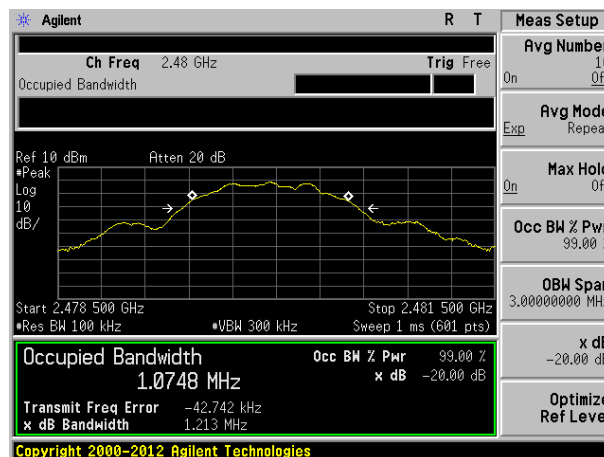 Agilent R T
Meas Setup
Ch Freq 2.48 GHz Trig Free
Occupied Bandwidth
Ref 10 dBm Atten 20 dB
#Peak
Log
10
dB/
Start 2.478 500 GHz Stop 2.481 500 GHz
#Res BW 100 kHz #VBW 300 kHz Sweep 1 ms (601 pts)
Occupied Bandwidth
1.0748 MHz
Occ BW % Pwr 99.00 %
x dB -20.00 dB
Transmit Freq Error -42.742 kHz
x dB Bandwidth 1.213 MHz
Copyright 2000-2012 Agilent Technologies
Avg Number
On
Avg Mode
Exp Repeat
Max Hold
On Off
Occ BW % Pwr
99.00
OBW Span
3.00000000 MHz
x dB
-20.00 dB
Optimize
Ref Level